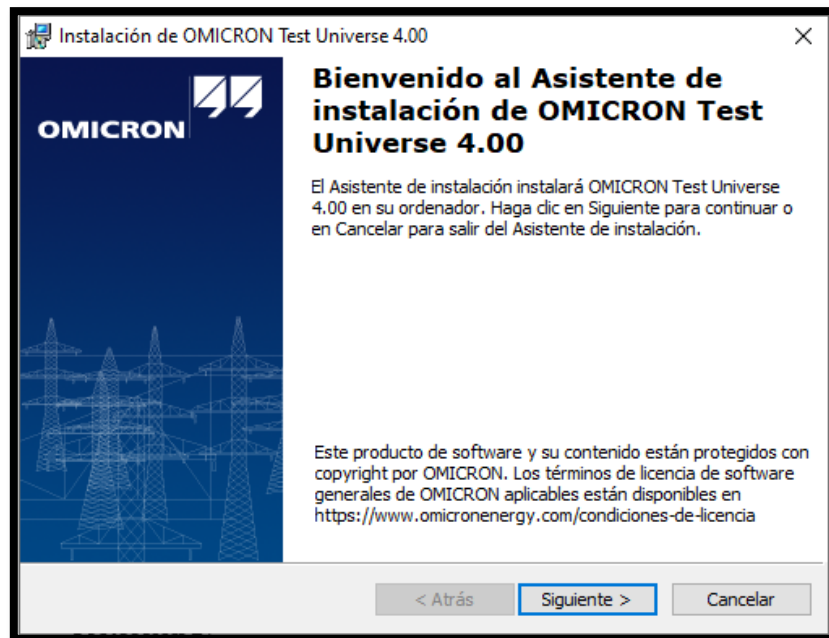 Instalación de OMICRON Test Universe 4.00
OMICRON
Bienvenido al Asistente de
instalación de OMICRON Test
Universe 4.00
El Asistente de instalación instalará OMICRON Test Universe
4.00 en su ordenador. Haga clic en Siguiente para continuar o
en Cancelar para salir del Asistente de instalación.
Este producto de software y su contenido están protegidos con
copyright por OMICRON. Los términos de licencia de software
generales de OMICRON aplicables están disponibles en
https://www.omicronenergy.com/condiciones-de-licencia
< Atrás
Siguiente >
Cancelar